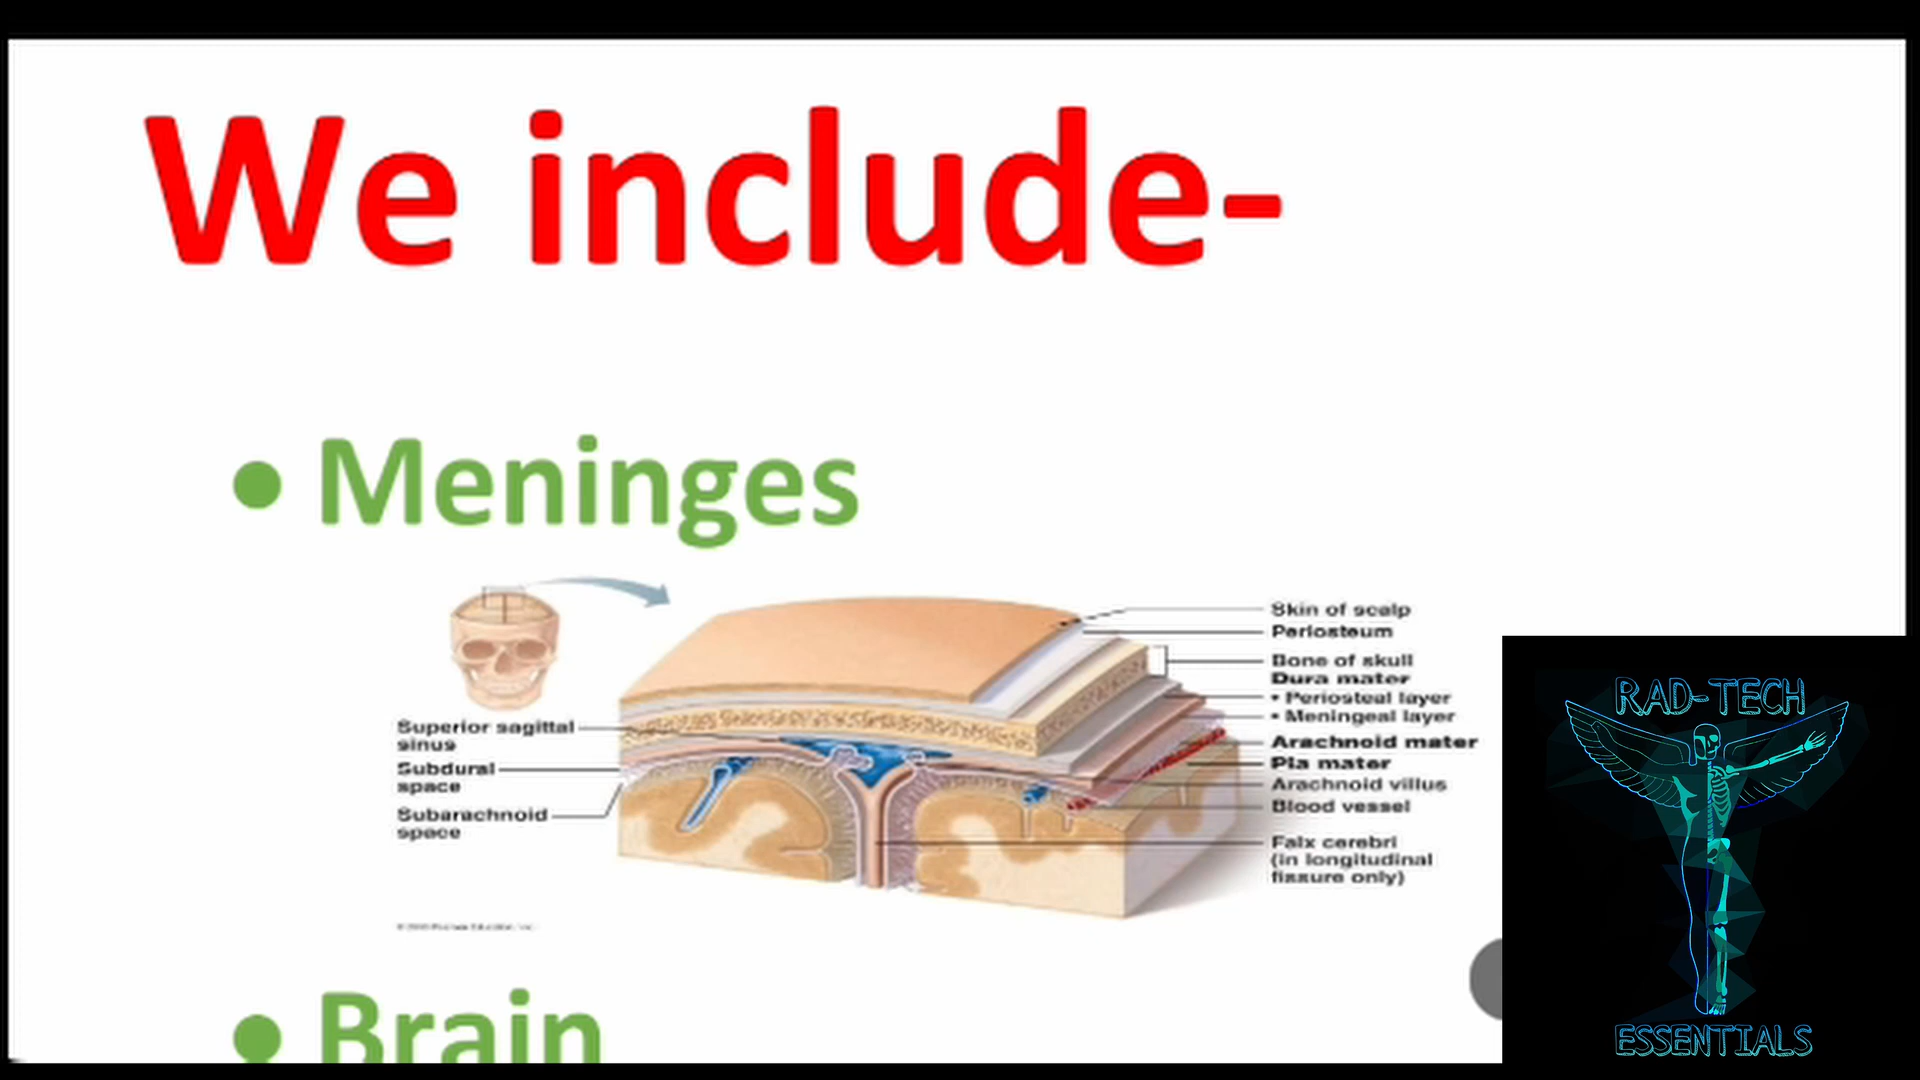 We include-
• Meninges
Skin of scalp
Periosteum
Bone of skull
Dura mater
• Periosteal layer
• Meningeal layer
Arachnoid mater
Pia mater
Arachnoid villus
Blood vessel
Falx cerebri
(in longitudinal
fissure only)
Superior sagittal
sinus
Subdural
space
Subarachnoid
space
• Brain
RAD-TECH
ESSENTIALS